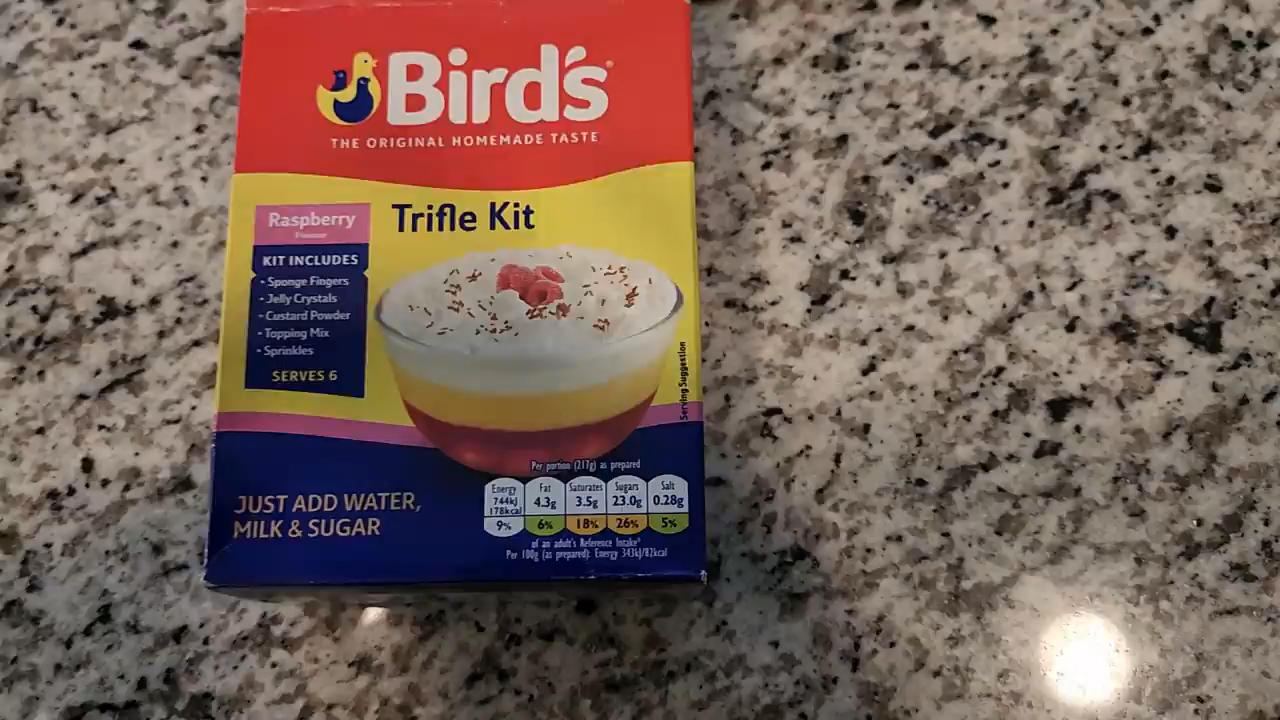 Bird's
THE ORIGINAL HOMEMADE TASTE
Raspberry
Flavour
Trifle Kit
KIT INCLUDES
• Sponge Fingers
• Jelly Crystals
• Custard Powder
• Topping Mix
• Sprinkles
SERVES 6
Serving Suggestion
JUST ADD WATER,
MILK & SUGAR
Per portion (217g) as prepared
Energy Fat Saturates Sugars Salt
744kJ 4.3g 3.5g 23.0g 0.28g
178kcal
9% 6% 18% 26% 5%
of an adult's Reference Intake*
Per 100g (as prepared): Energy 343kJ/82kcal